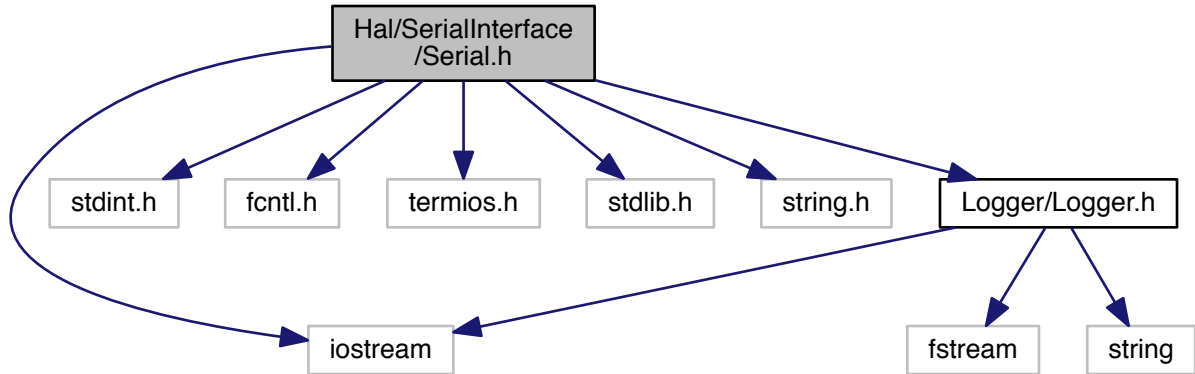 Hal/SerialInterface
/Serial.h
stdint.h
fcntl.h
termios.h
stdlib.h
string.h
Logger/Logger.h
iostream
fstream
string